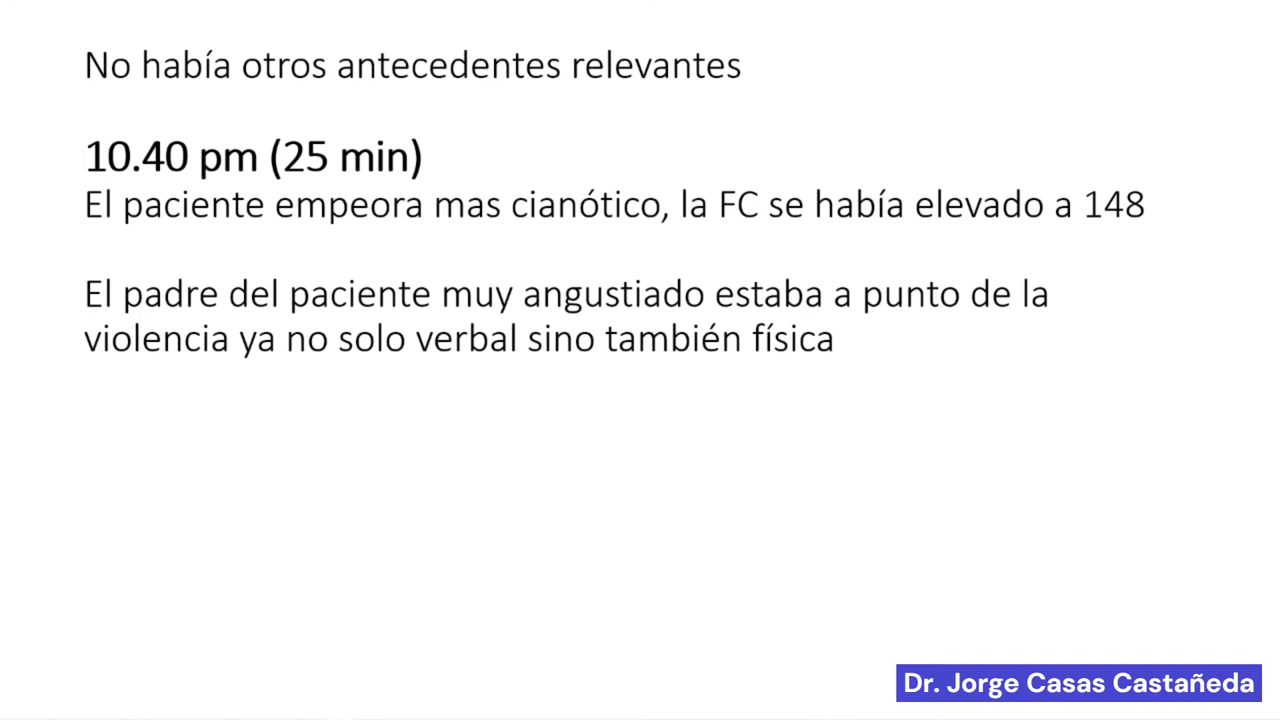 No había otros antecedentes relevantes
10.40 pm (25 min)
El paciente empeora mas cianótico, la FC se había elevado a 148
El padre del paciente muy angustiado estaba a punto de la
violencia ya no solo verbal sino también física
Dr. Jorge Casas Castañeda